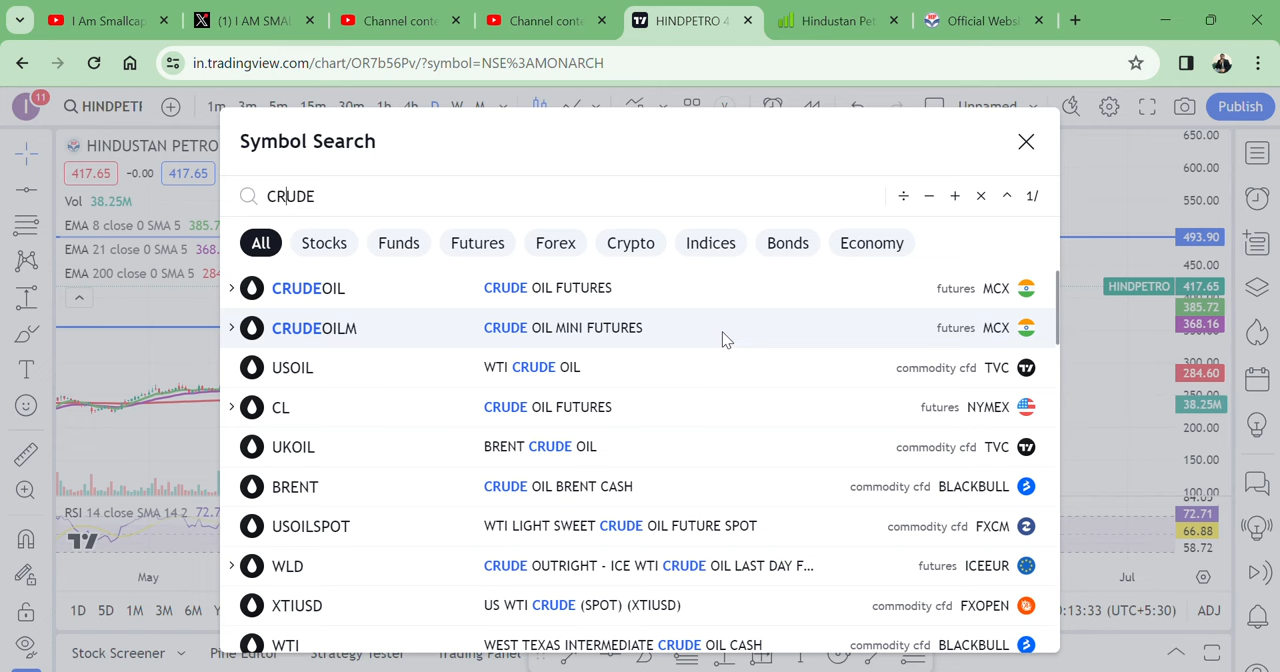 I Am Smallcap
(1) I AM SMAL
Channel conte
Channel conte
HINDPETRO 4
Hindustan Pet
Official Websi
in.tradingview.com/chart/OR7b56Pv/?symbol=NSE%3AMONARCH
11
HINDPETI
1m 3m 5m 15m 30m 1h 4h D W M
Unnamed
Publish
HINDUSTAN PETRO
417.65 -0.00 417.65
Vol 38.25M
EMA 8 close 0 SMA 5 385.7
EMA 21 close 0 SMA 5 368.
EMA 200 close 0 SMA 5 284
Symbol Search
CRUDE
÷ − + × ^ 1/
All Stocks Funds Futures Forex Crypto Indices Bonds Economy
CRUDEOIL CRUDE OIL FUTURES futures MCX
CRUDEOILM CRUDE OIL MINI FUTURES futures MCX
USOIL WTI CRUDE OIL commodity cfd TVC
CL CRUDE OIL FUTURES futures NYMEX
UKOIL BRENT CRUDE OIL commodity cfd TVC
BRENT CRUDE OIL BRENT CASH commodity cfd BLACKBULL
USOILSPOT WTI LIGHT SWEET CRUDE OIL FUTURE SPOT commodity cfd FXCM
WLD CRUDE OUTRIGHT - ICE WTI CRUDE OIL LAST DAY F... futures ICEEUR
XTIUSD US WTI CRUDE (SPOT) (XTIUSD) commodity cfd FXOPEN
WTI WEST TEXAS INTERMEDIATE CRUDE OIL CASH commodity cfd BLACKBULL
650.00
600.00
550.00
493.90
450.00
HINDPETRO 417.65
385.72
368.16
300.00
284.60
38.25M
200.00
150.00
100.00
72.71
66.88
58.72
RSI 14 close SMA 14 2 72.7
May
Jul
1D 5D 1M 3M 6M Y
:13:33 (UTC+5:30) ADJ
Stock Screener
Pine Editor
Strategy Tester
Trading Panel